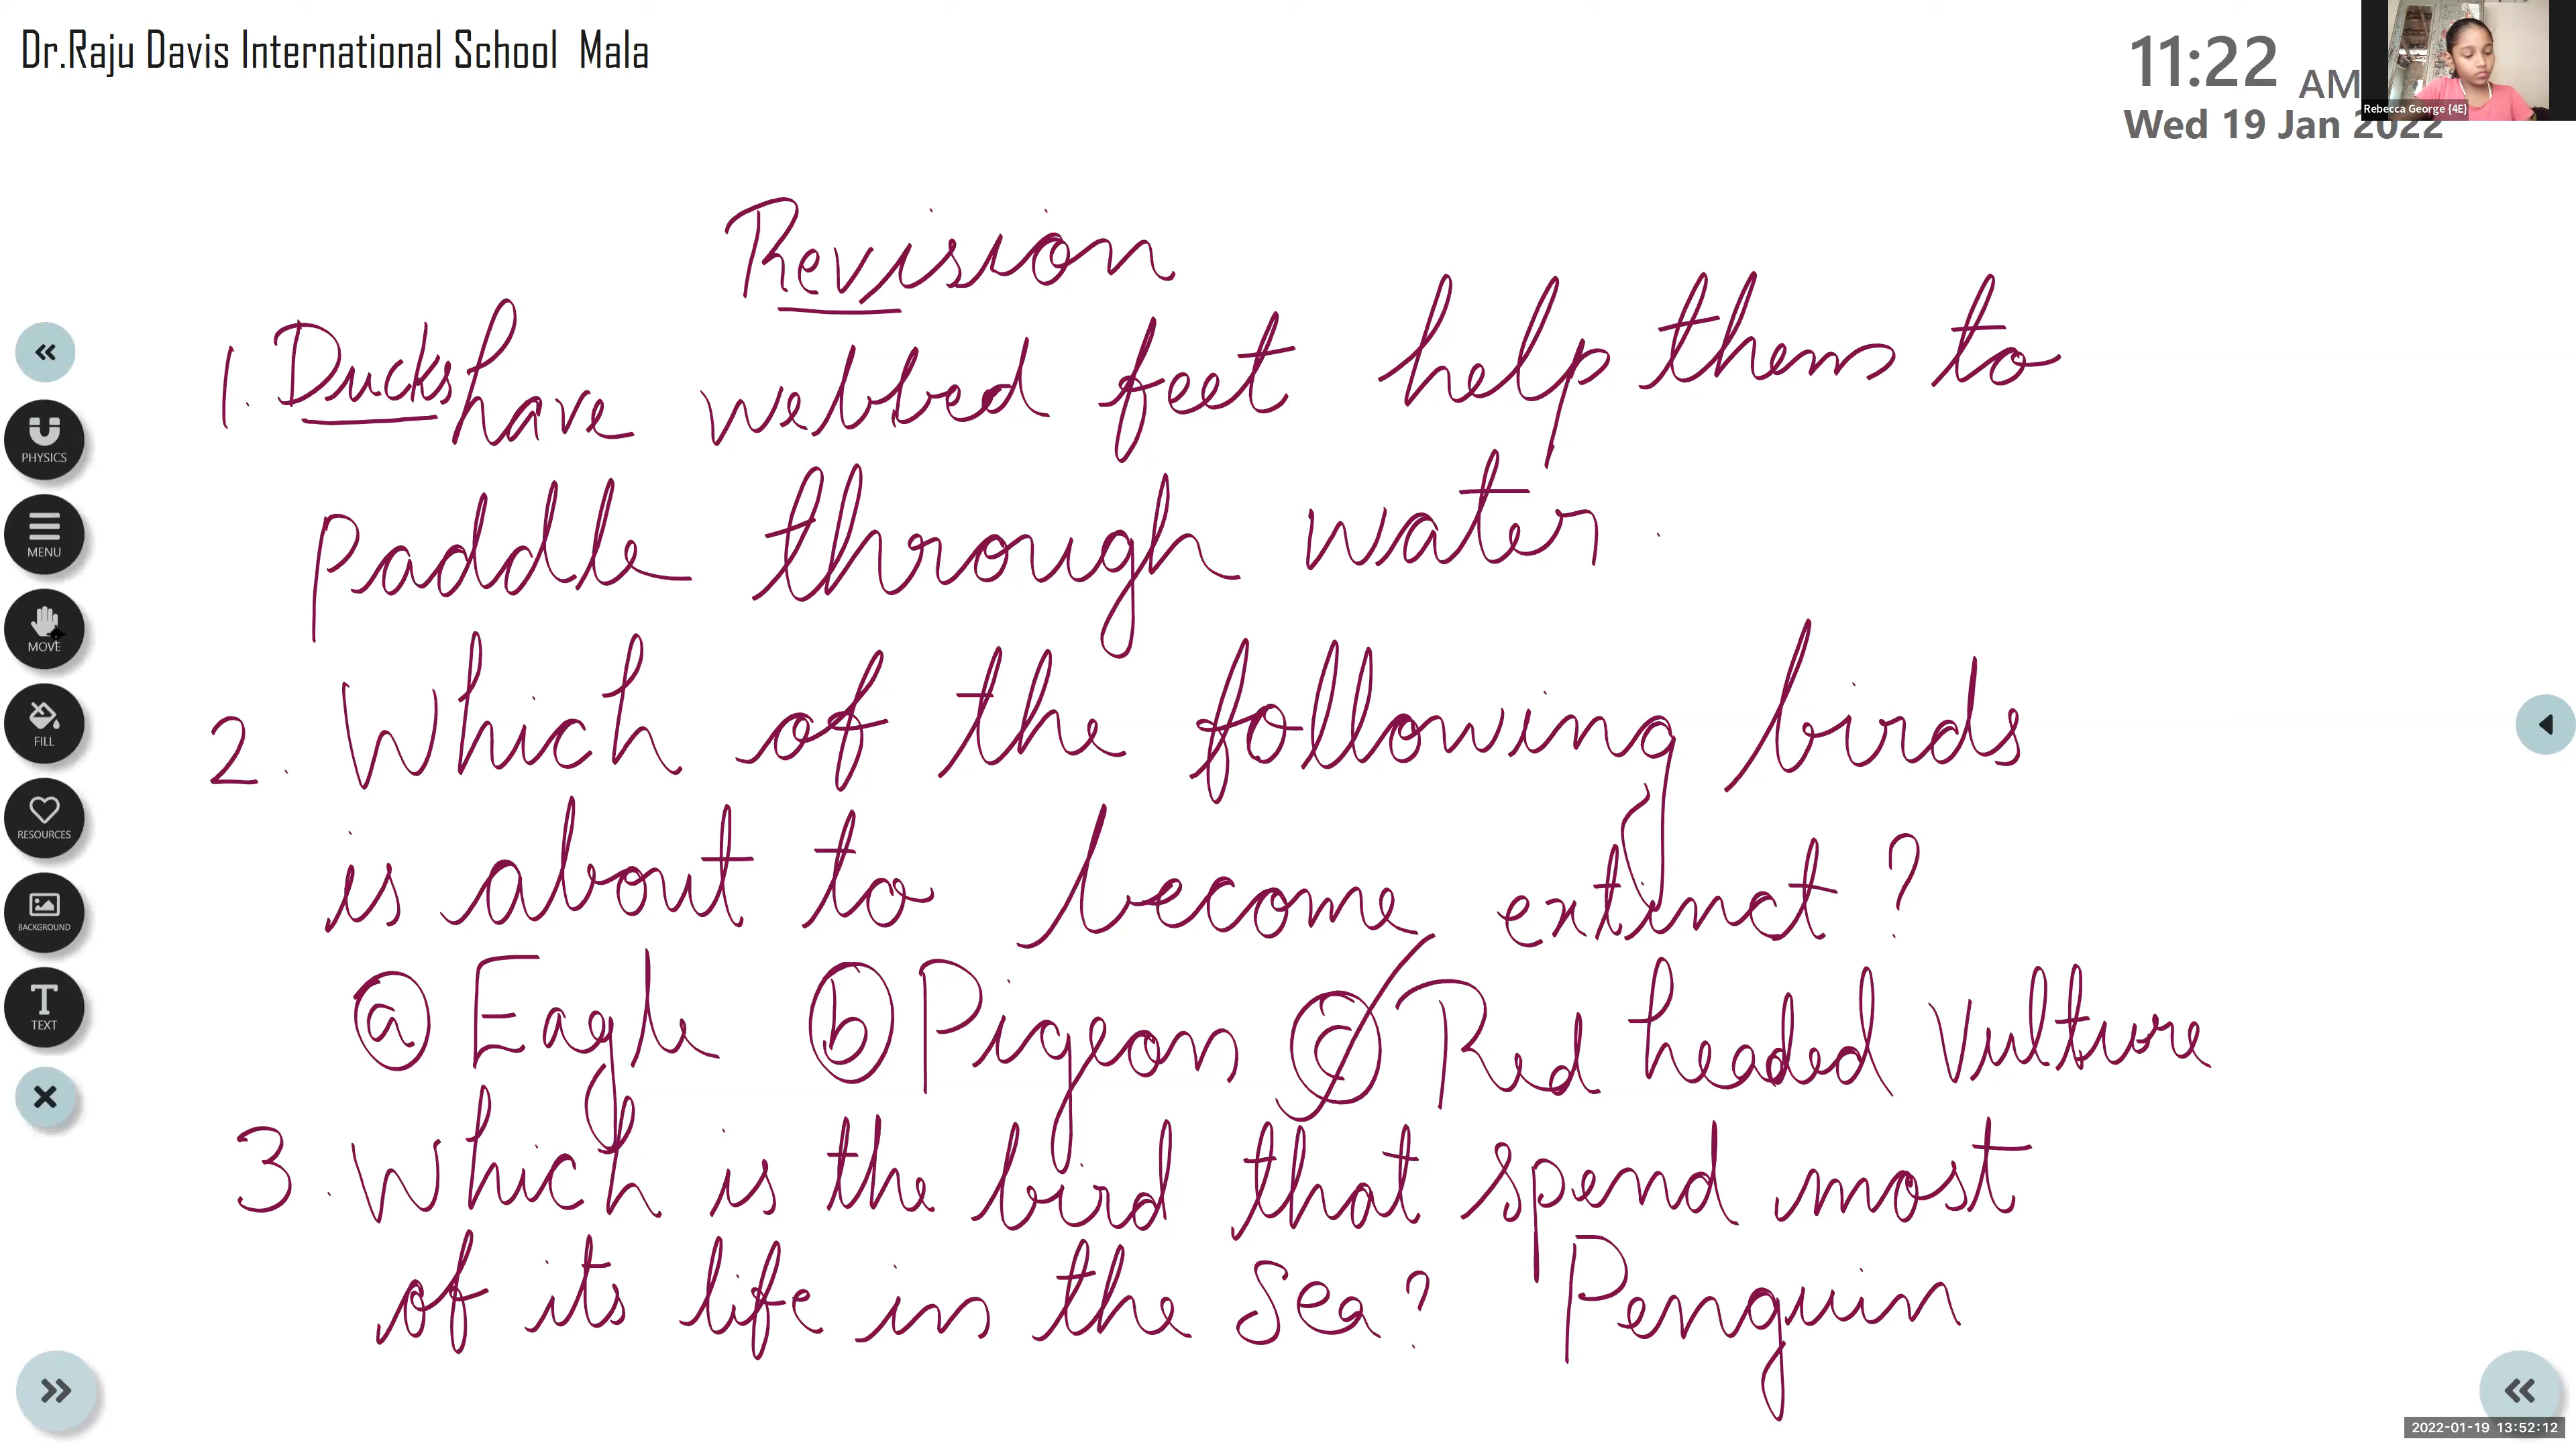 Dr.Raju Davis International School Mala
11:22 AM
Wed 19 Jan 2022
Rebecca George (4E)
Revision
1. Ducks have webbed feet help them to
paddle through water.
2. Which of the following birds
is about to become extinct?
a Eagle b Pigeon c Red headed Vulture
3. Which is the bird that spend most
of its life in the Sea? Penguin
PHYSICS
MENU
MOVE
FILL
RESOURCES
BACKGROUND
T
TEXT
2022-01-19 13:52:12